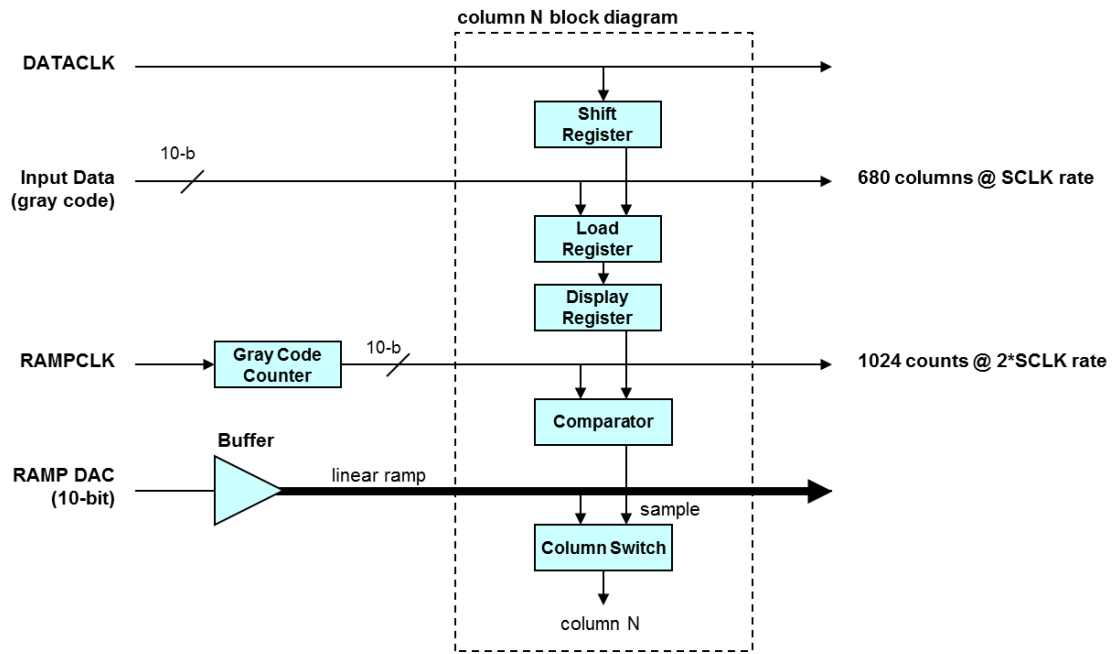 column N block diagram
DATACLK
Shift
Register
10-b
Input Data
(gray code)
680 columns @ SCLK rate
Load
Register
Display
Register
RAMPCLK
Gray Code
Counter
10-b
1024 counts @ 2*SCLK rate
Comparator
Buffer
RAMP DAC
(10-bit)
linear ramp
sample
Column Switch
column N